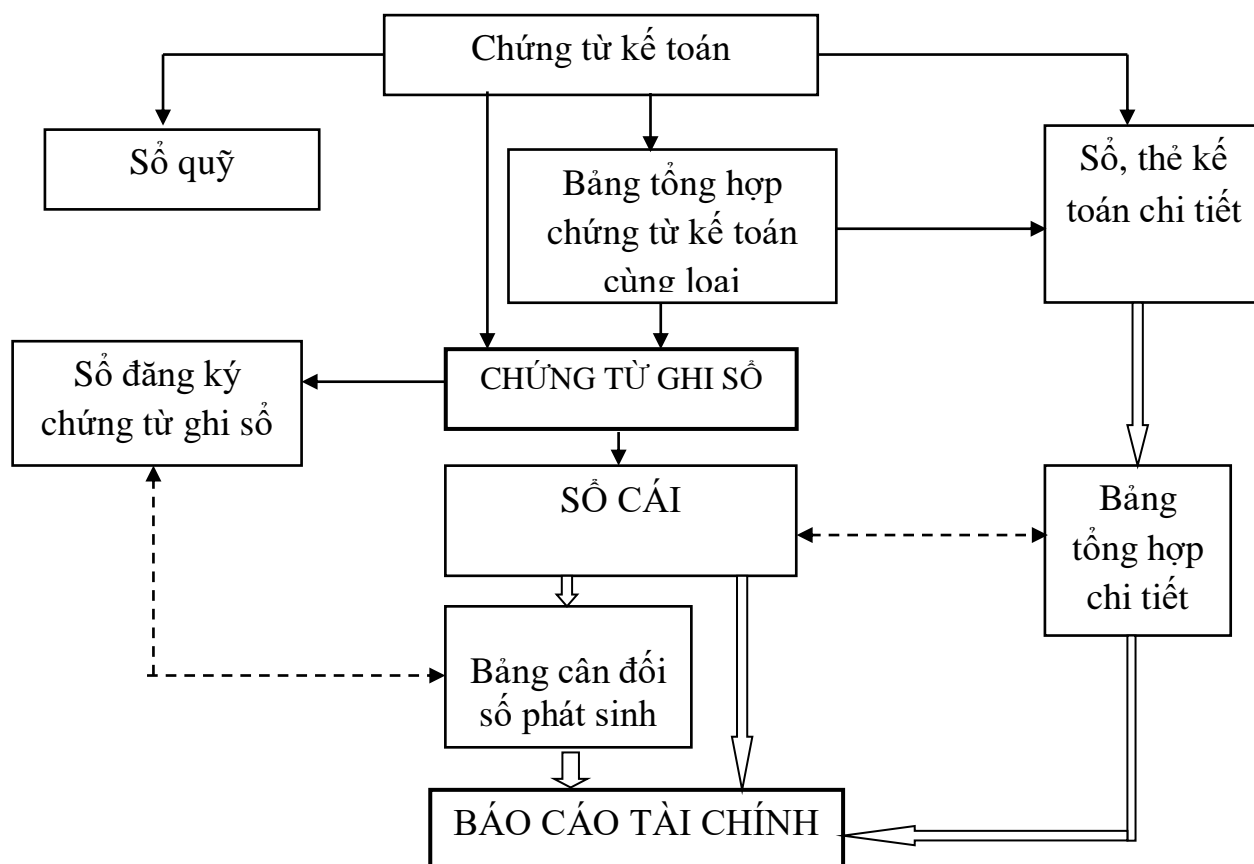 Chứng từ kế toán
Sổ quỹ
Bảng tổng hợp
chứng từ kế toán
cùng loại
Sổ, thẻ kế
toán chi tiết
Sổ đăng ký
chứng từ ghi sổ
CHỨNG TỪ GHI SỔ
SỔ CÁI
Bảng
tổng hợp
chi tiết
Bảng cân đối
số phát sinh
BÁO CÁO TÀI CHÍNH